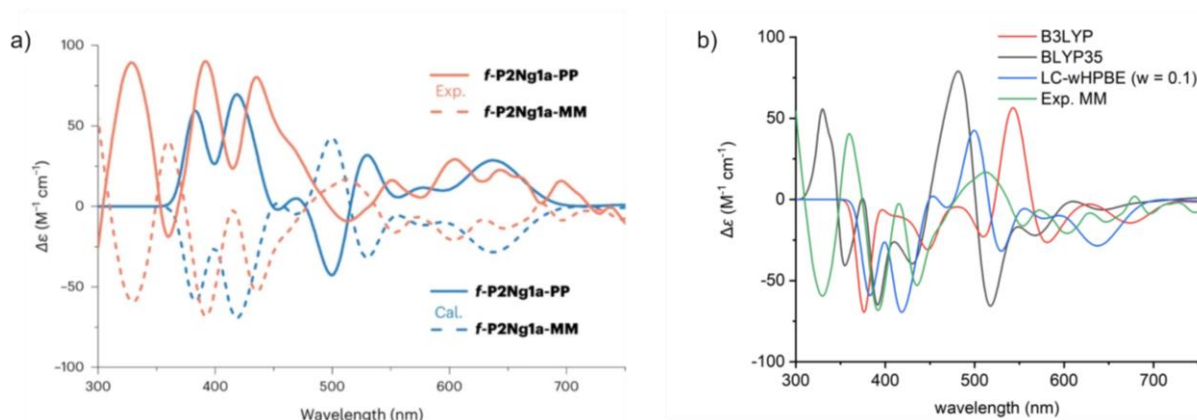 a)
100
50
0
-50
-100
Δε (M⁻¹ cm⁻¹)
f-P2Ng1a-PP
Exp.
f-P2Ng1a-MM
f-P2Ng1a-PP
Cal.
f-P2Ng1a-MM
300 400 500 600 700
Wavelength (nm)
b)
100
50
0
-50
-100
Δε (M⁻¹ cm⁻¹)
B3LYP
BLYP35
LC-wHPBE (w = 0.1)
Exp. MM
300 400 500 600 700
wavelength (nm)